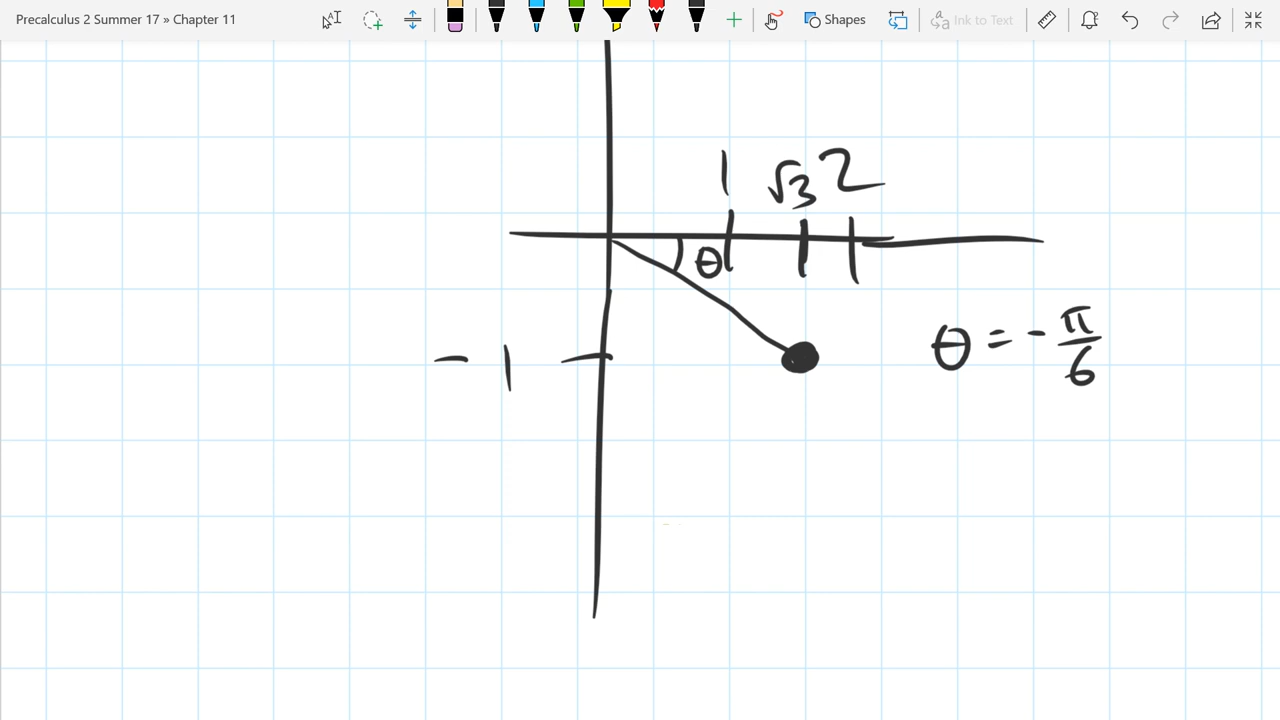 Precalculus 2 Summer 17 » Chapter 11
Shapes
Ink to Text
1 √3 2
θ
θ = - π/6
- 1